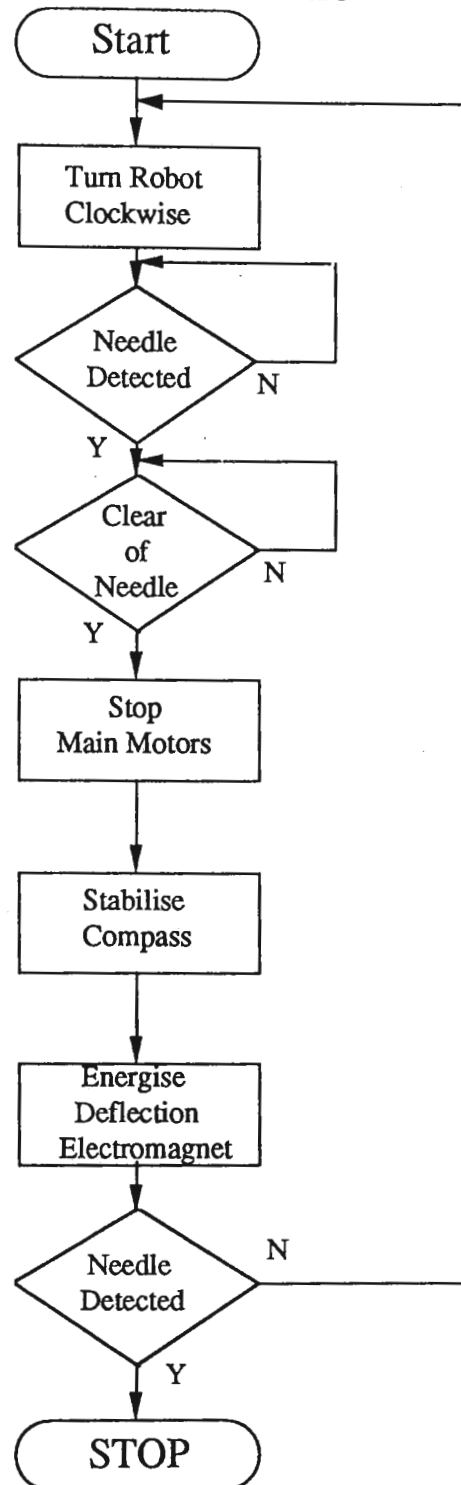 Start
Turn Robot
Clockwise
Needle
Detected
N
Y
Clear
of
Needle
N
Y
Stop
Main Motors
Stabilise
Compass
Energise
Deflection
Electromagnet
N
Needle
Detected
Y
STOP